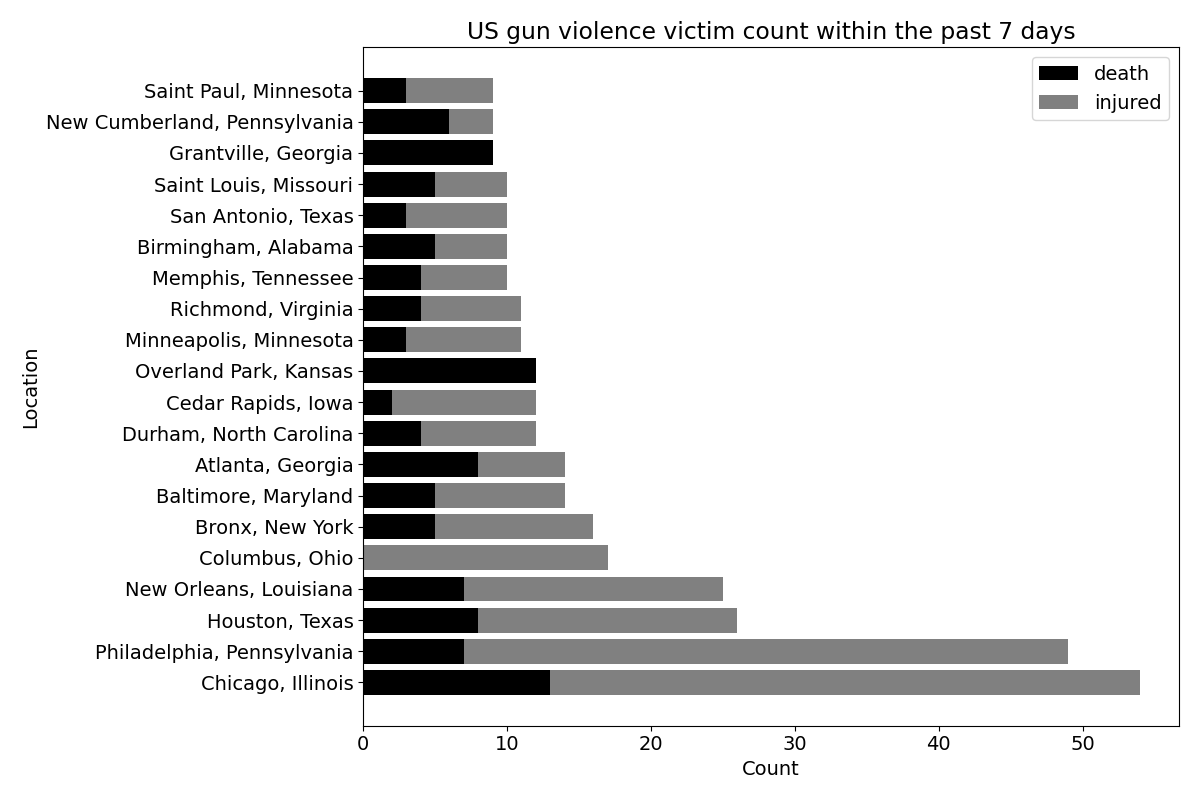 US gun violence victim count within the past 7 days
death
injured
Location
Saint Paul, Minnesota
New Cumberland, Pennsylvania
Grantville, Georgia
Saint Louis, Missouri
San Antonio, Texas
Birmingham, Alabama
Memphis, Tennessee
Richmond, Virginia
Minneapolis, Minnesota
Overland Park, Kansas
Cedar Rapids, Iowa
Durham, North Carolina
Atlanta, Georgia
Baltimore, Maryland
Bronx, New York
Columbus, Ohio
New Orleans, Louisiana
Houston, Texas
Philadelphia, Pennsylvania
Chicago, Illinois
0 10 20 30 40 50
Count